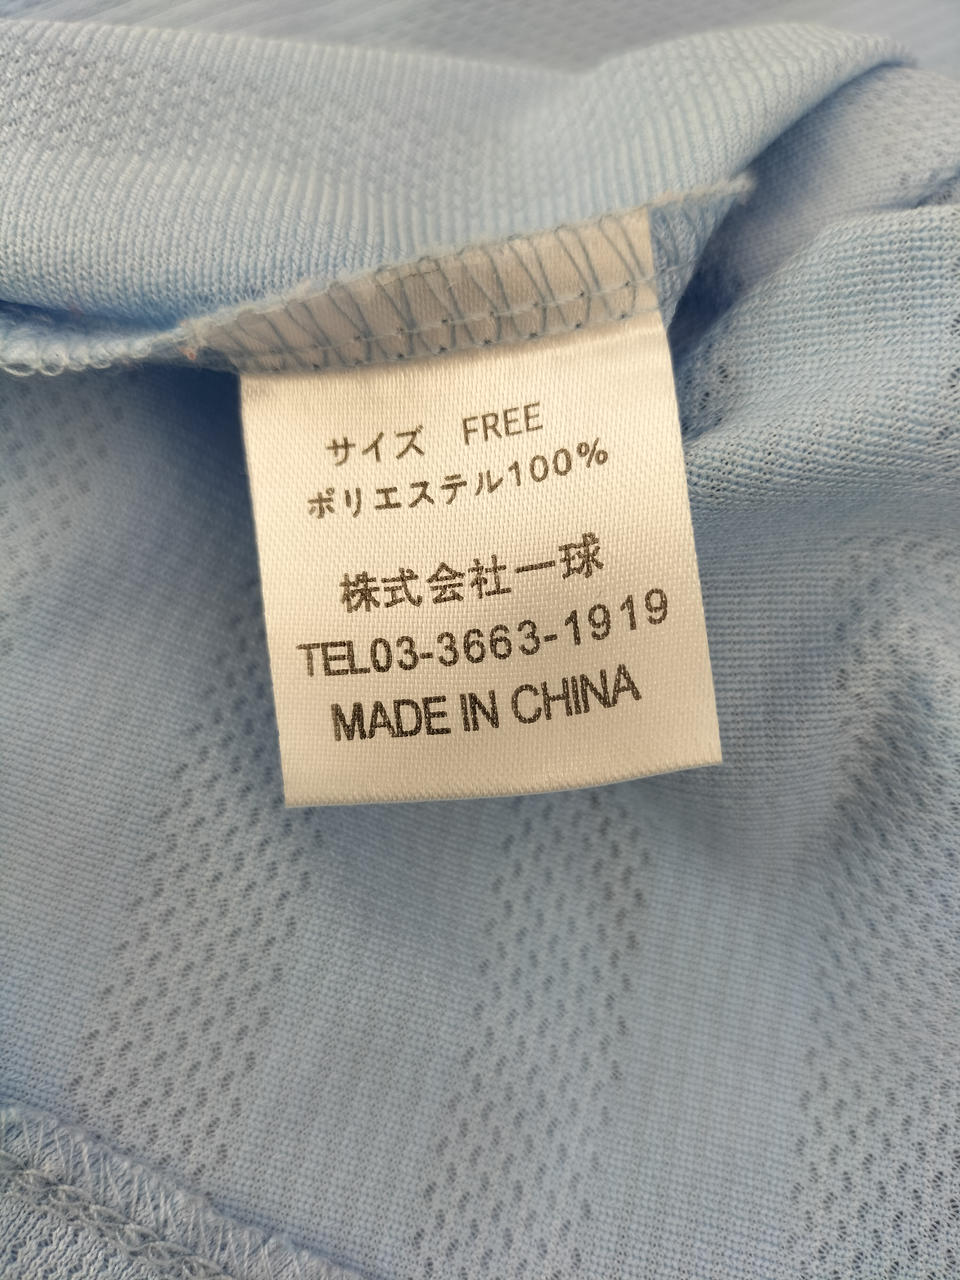 サイズ　FREE
ポリエステル100%
株式会社一球
TEL03-3663-1919
MADE IN CHINA